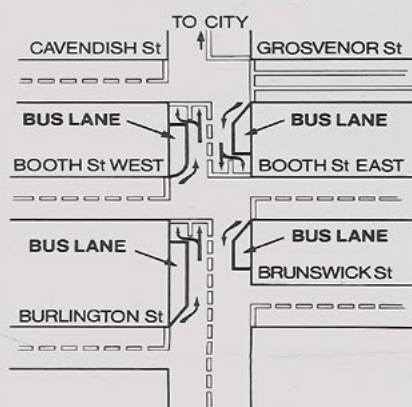 TO CITY
CAVENDISH St
GROSVENOR St
BUS LANE
BUS LANE
BOOTH St WEST
BOOTH St EAST
BUS LANE
BUS LANE
BRUNSWICK St
BURLINGTON St